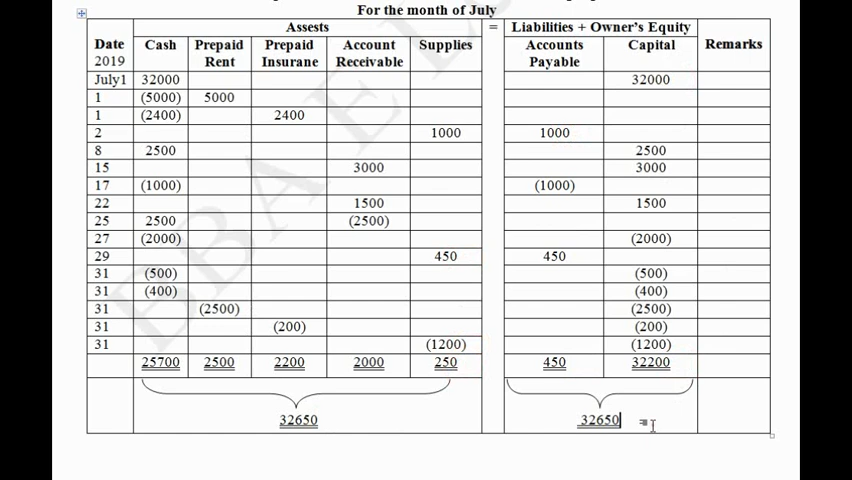 For the month of July
Assests = Liabilities + Owner's Equity
Date 2019 Cash Prepaid Rent Prepaid Insurane Account Receivable Supplies Accounts Payable Capital Remarks
July1 32000 32000
1 (5000) 5000
1 (2400) 2400
2 1000 1000
8 2500 2500
15 3000 3000
17 (1000) (1000)
22 1500 1500
25 2500 (2500)
27 (2000) (2000)
29 450 450
31 (500) (500)
31 (400) (400)
31 (2500) (2500)
31 (200) (200)
31 (1200) (1200)
25700 2500 2200 2000 250 450 32200
32650 32650